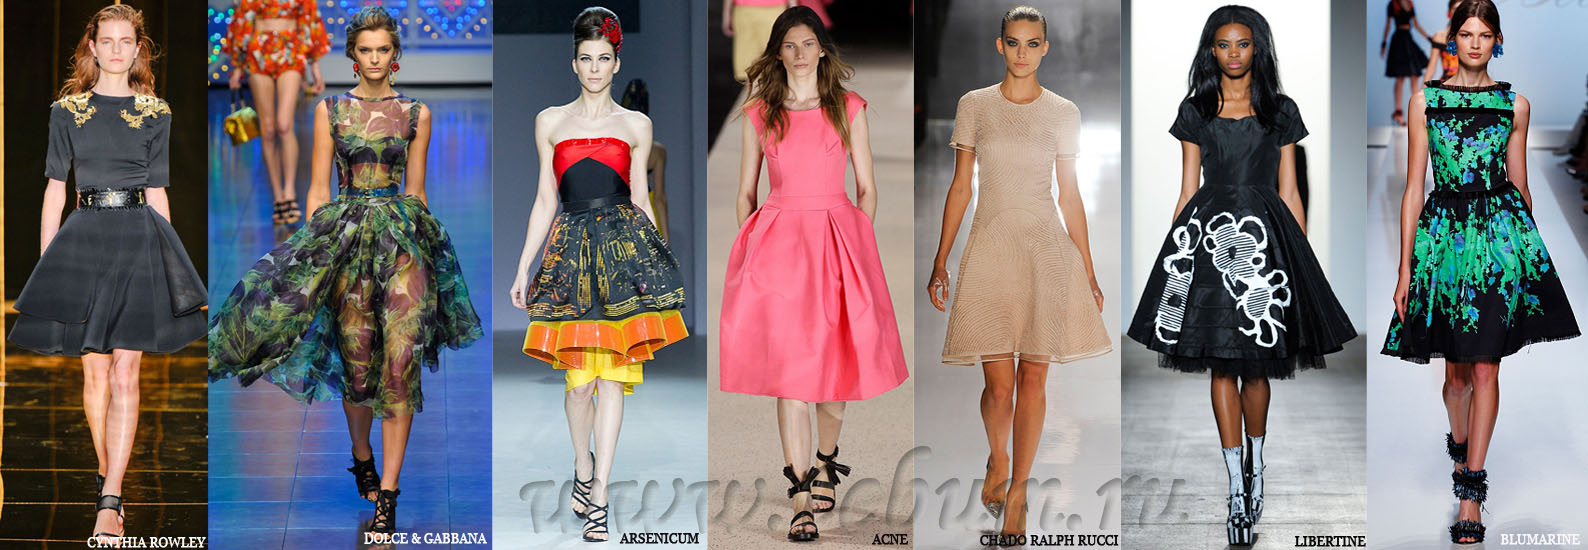 CYNTHIA ROWLEY
DOLCE & GABBANA
ARSENICUM
ACNE
CHADO RALPH RUCCI
LIBERTINE
BLUMARINE